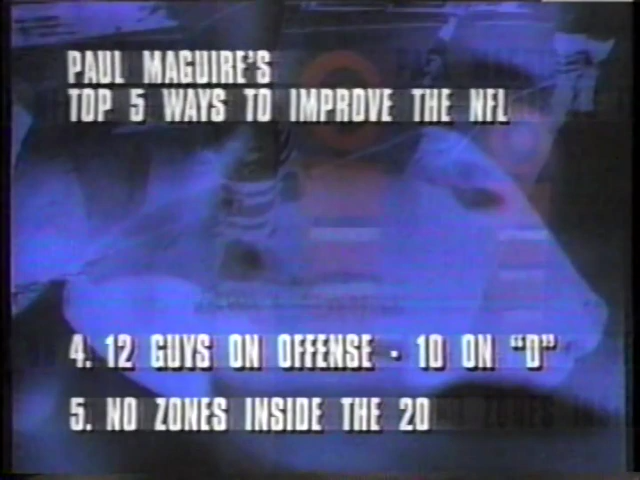 PAUL MAGUIRE'S
TOP 5 WAYS TO IMPROVE THE NFL
4. 12 GUYS ON OFFENSE - 10 ON "D"
5. NO ZONES INSIDE THE 20